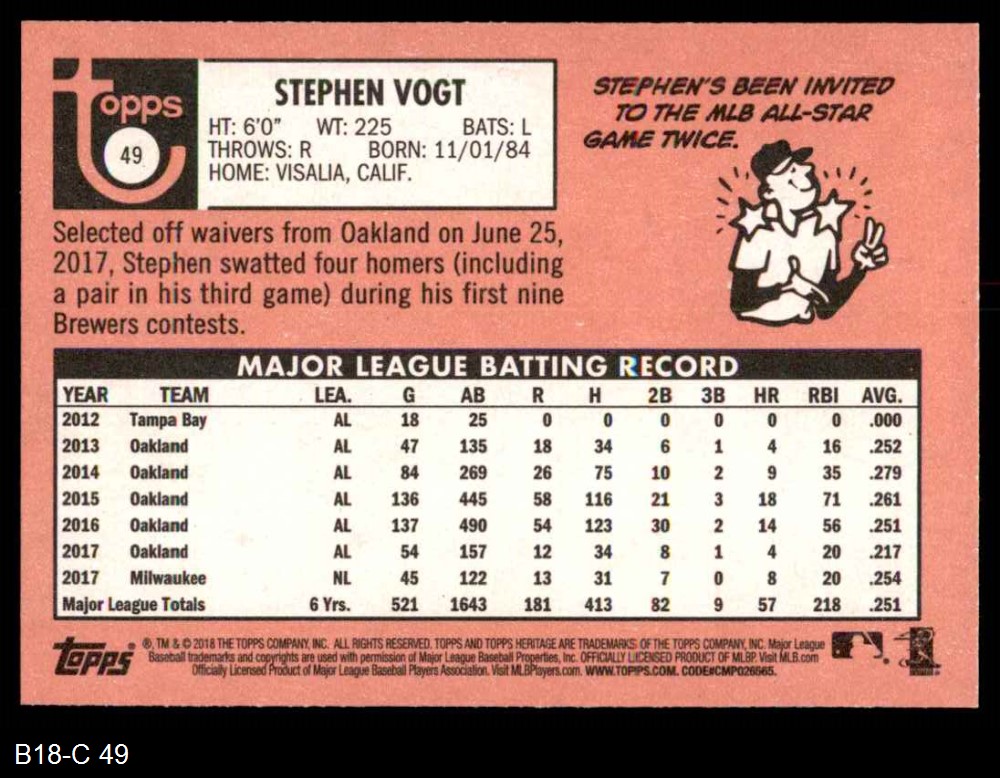 topps
49
STEPHEN VOGT
HT: 6'0" WT: 225 BATS: L
THROWS: R BORN: 11/01/84
HOME: VISALIA, CALIF.
STEPHEN'S BEEN INVITED
TO THE MLB ALL-STAR
GAME TWICE.
Selected off waivers from Oakland on June 25,
2017, Stephen swatted four homers (including
a pair in his third game) during his first nine
Brewers contests.
MAJOR LEAGUE BATTING RECORD
YEAR TEAM LEA. G AB R H 2B 3B HR RBI AVG.
2012 Tampa Bay AL 18 25 0 0 0 0 0 0 .000
2013 Oakland AL 47 135 18 34 6 1 4 16 .252
2014 Oakland AL 84 269 26 75 10 2 9 35 .279
2015 Oakland AL 136 445 58 116 21 3 18 71 .261
2016 Oakland AL 137 490 54 123 30 2 14 56 .251
2017 Oakland AL 54 157 12 34 8 1 4 20 .217
2017 Milwaukee NL 45 122 13 31 7 0 8 20 .254
Major League Totals 6 Yrs. 521 1643 181 413 82 9 57 218 .251
topps
®, TM & © 2018 THE TOPPS COMPANY, INC. ALL RIGHTS RESERVED. TOPPS AND TOPPS HERITAGE ARE TRADEMARKS OF THE TOPPS COMPANY, INC. Major League
Baseball trademarks and copyrights are used with permission of Major League Baseball Properties, Inc. OFFICIALLY LICENSED PRODUCT OF MLBP. Visit MLB.com
Officially Licensed Product of Major League Baseball Players Association. Visit MLBPlayers.com. WWW.TOPPS.COM. CODE#CMP026565.
B18-C 49